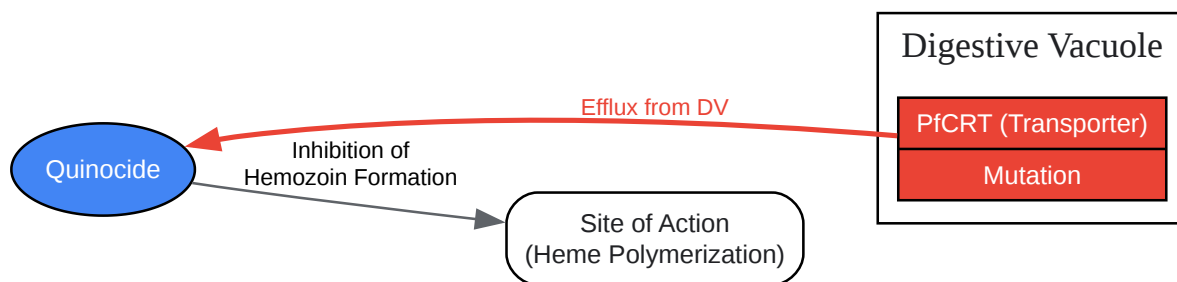 Digestive Vacuole
Efflux from DV
PfCRT (Transporter)
Mutation
Quinocide
Inhibition of
Hemozoin Formation
Site of Action
(Heme Polymerization)